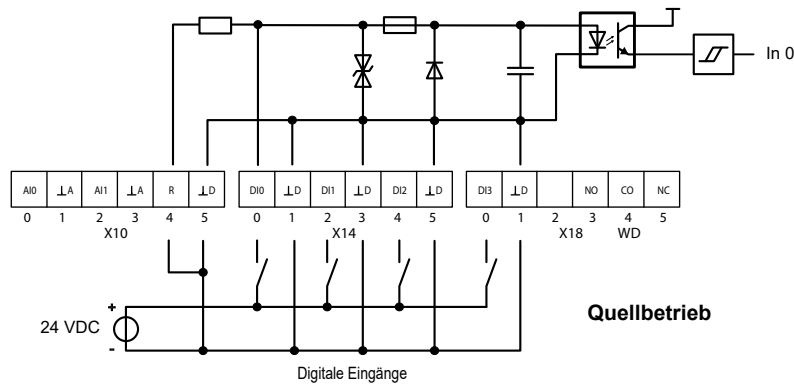 In 0
AI0 ⊥A AI1 ⊥A R ⊥D DI0 ⊥D DI1 ⊥D DI2 ⊥D DI3 ⊥D NO CO NC
0 1 2 3 4 5 0 1 2 3 4 5 0 1 2 3 4 5
X10 X14 X18 WD
+
24 VDC
-
Quellbetrieb
Digitale Eingänge